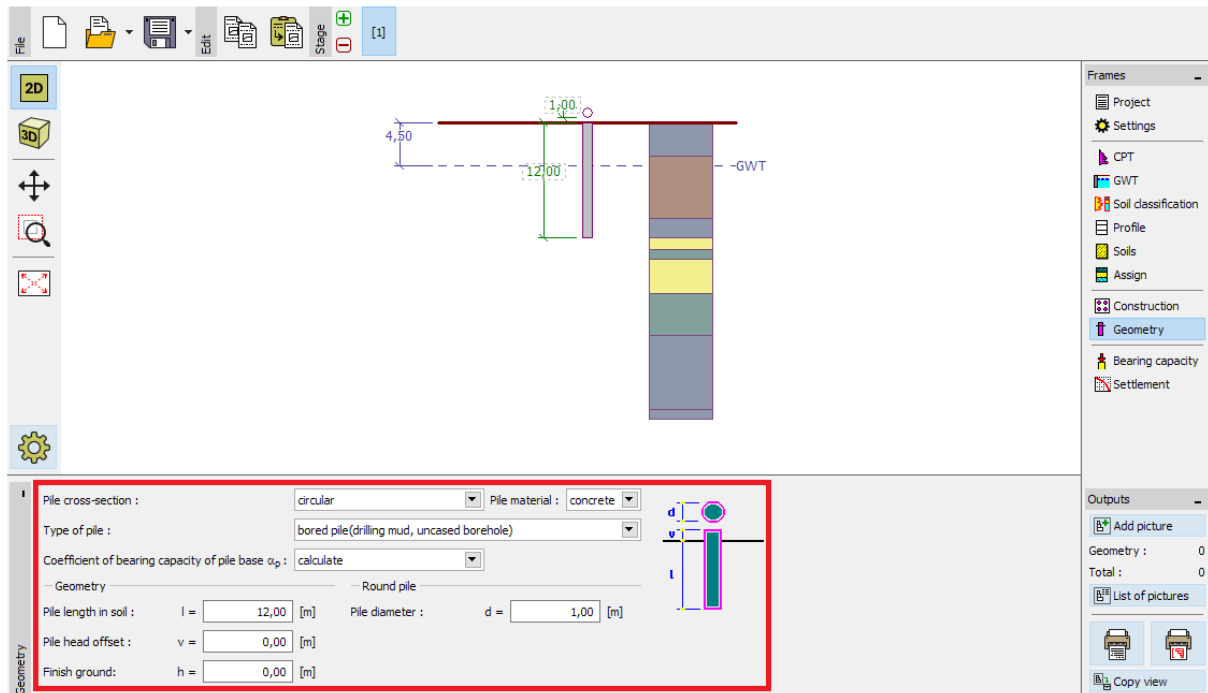 File
Edit
Stage
[1]
2D
3D
1,00
4,50
12,00
GWT
Frames
Project
Settings
CPT
GWT
Soil classification
Profile
Soils
Assign
Construction
Geometry
Bearing capacity
Settlement
Geometry
Pile cross-section : circular Pile material : concrete
Type of pile : bored pile(drilling mud, uncased borehole)
Coefficient of bearing capacity of pile base αp : calculate
Geometry Round pile
Pile length in soil : l = 12,00 [m] Pile diameter : d = 1,00 [m]
Pile head offset : v = 0,00 [m]
Finish ground: h = 0,00 [m]
d
v
l
Outputs
Add picture
Geometry : 0
Total : 0
List of pictures
Copy view